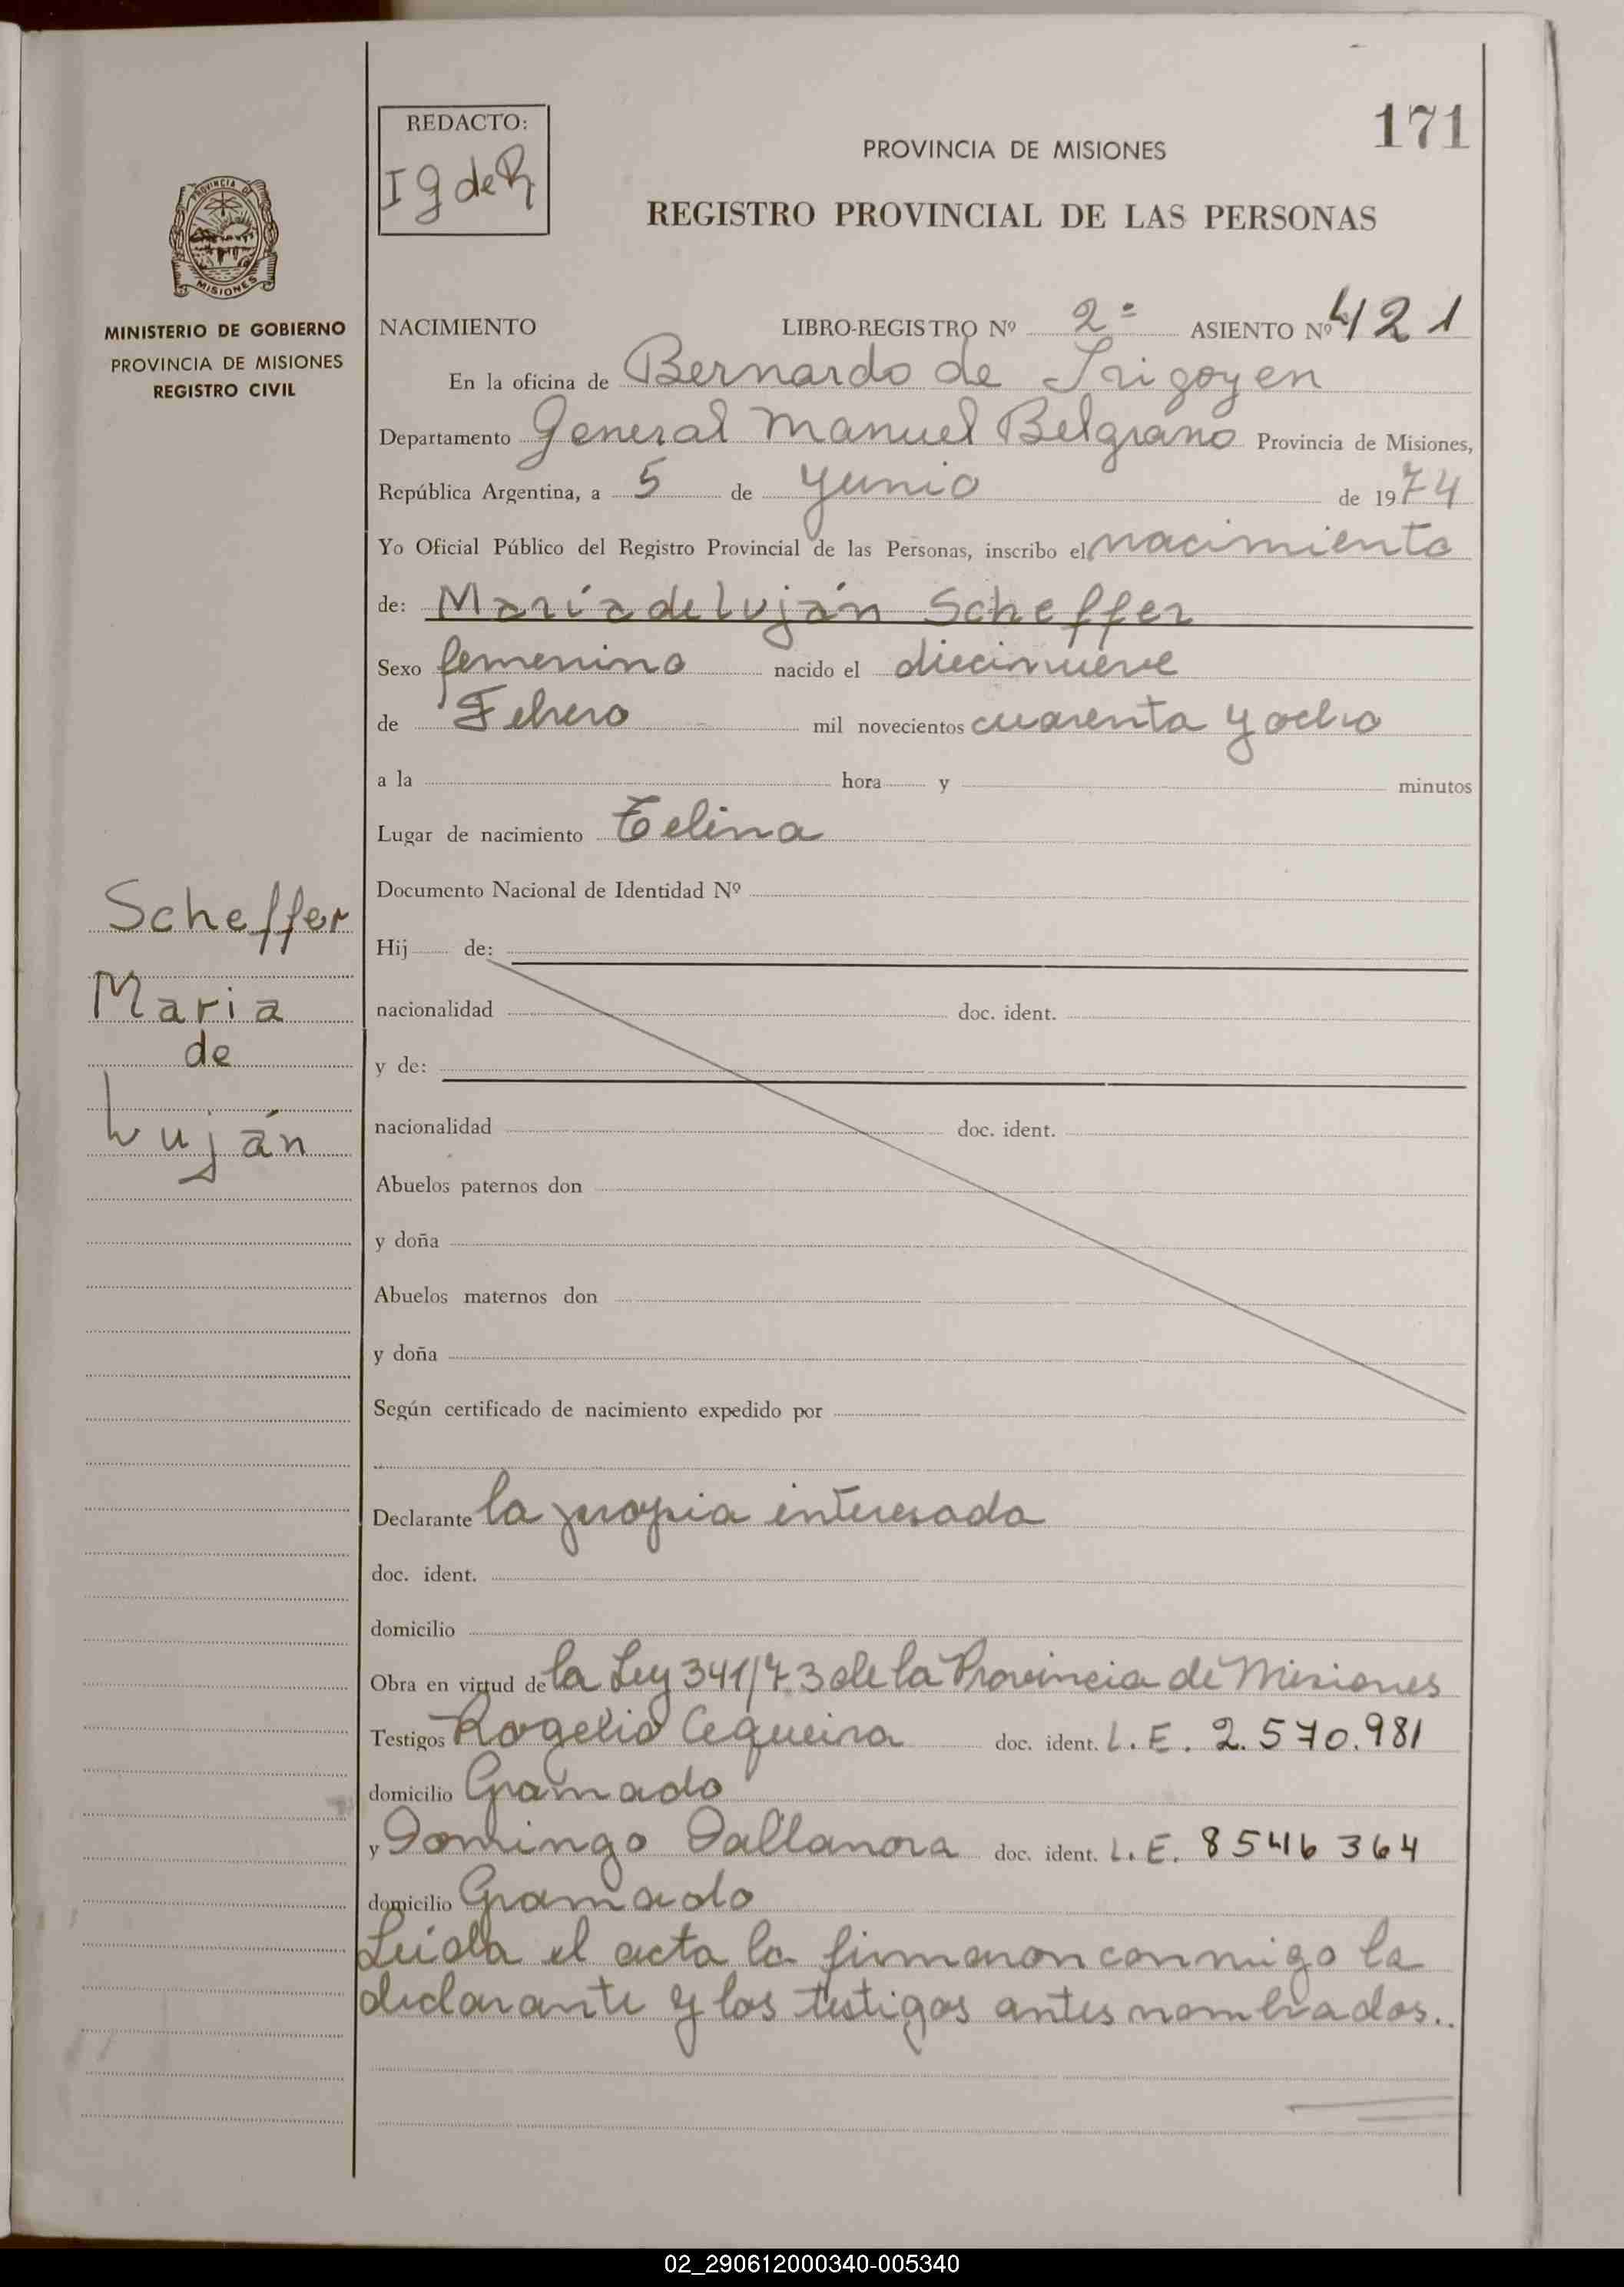 171
REDACTO:
I g de R
PROVINCIA DE MISIONES
REGISTRO PROVINCIAL DE LAS PERSONAS
PROVINCIA DE
MISIONES
MINISTERIO DE GOBIERNO
PROVINCIA DE MISIONES
REGISTRO CIVIL
NACIMIENTO LIBRO-REGISTRO Nº 2º ASIENTO Nº 421
En la oficina de Bernardo de Irigoyen
Departamento General Manuel Belgrano Provincia de Misiones,
República Argentina, a 5 de Junio de 1974
Yo Oficial Público del Registro Provincial de las Personas, inscribo el nacimiento
de: María de Luján Scheffer
Sexo femenino nacido el diecinueve
de Febrero mil novecientos cuarenta y ocho
a la hora y minutos
Lugar de nacimiento
Documento Nacional de Identidad Nº
Scheffer
Maria
de
Luján
Hij de:
nacionalidad doc. ident.
y de:
nacionalidad doc. ident.
Abuelos paternos don
y doña
Abuelos maternos don
y doña
Según certificado de nacimiento expedido por
Declarante la propia interesada
doc. ident.
domicilio
Obra en virtud de la Ley 341/73 de la Provincia de Misiones
Testigos Rogelio Cequeira doc. ident. L. E. 2.570.981
domicilio Gramado
y Domingo Dallanora doc. ident. L. E. 8546364
domicilio Gramado
Leida el acta la firmaron conmigo la
declarante y los testigos antes nombrados..
02_290612000340-005340